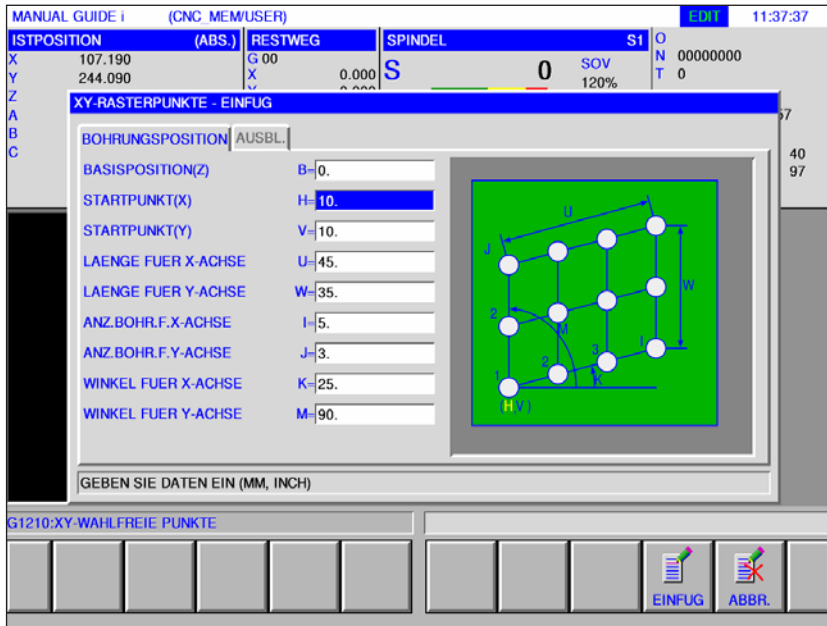 MANUAL GUIDE i (CNC_MEM/USER) EDIT 11:37:37
ISTPOSITION (ABS.) RESTWEG SPINDEL S1 O
X 107.190 G 00 S 0 SOV N 00000000
Y 244.090 X 0.000 120% T 0
Z
A
B
C
40
97
XY-RASTERPUNKTE - EINFUG
BOHRUNGSPOSITION AUSBL.
BASISPOSITION(Z) B=0.
STARTPUNKT(X) H=10.
STARTPUNKT(Y) V=10.
LAENGE FUER X-ACHSE U=45.
LAENGE FUER Y-ACHSE W=35.
ANZ.BOHR.F.X-ACHSE I=5.
ANZ.BOHR.F.Y-ACHSE J=3.
WINKEL FUER X-ACHSE K=25.
WINKEL FUER Y-ACHSE M=90.
U
J
W
2
M
1 2 3 I
K
(H,V)
GEBEN SIE DATEN EIN (MM, INCH)
G1210:XY-WAHLFREIE PUNKTE
EINFUG ABBR.